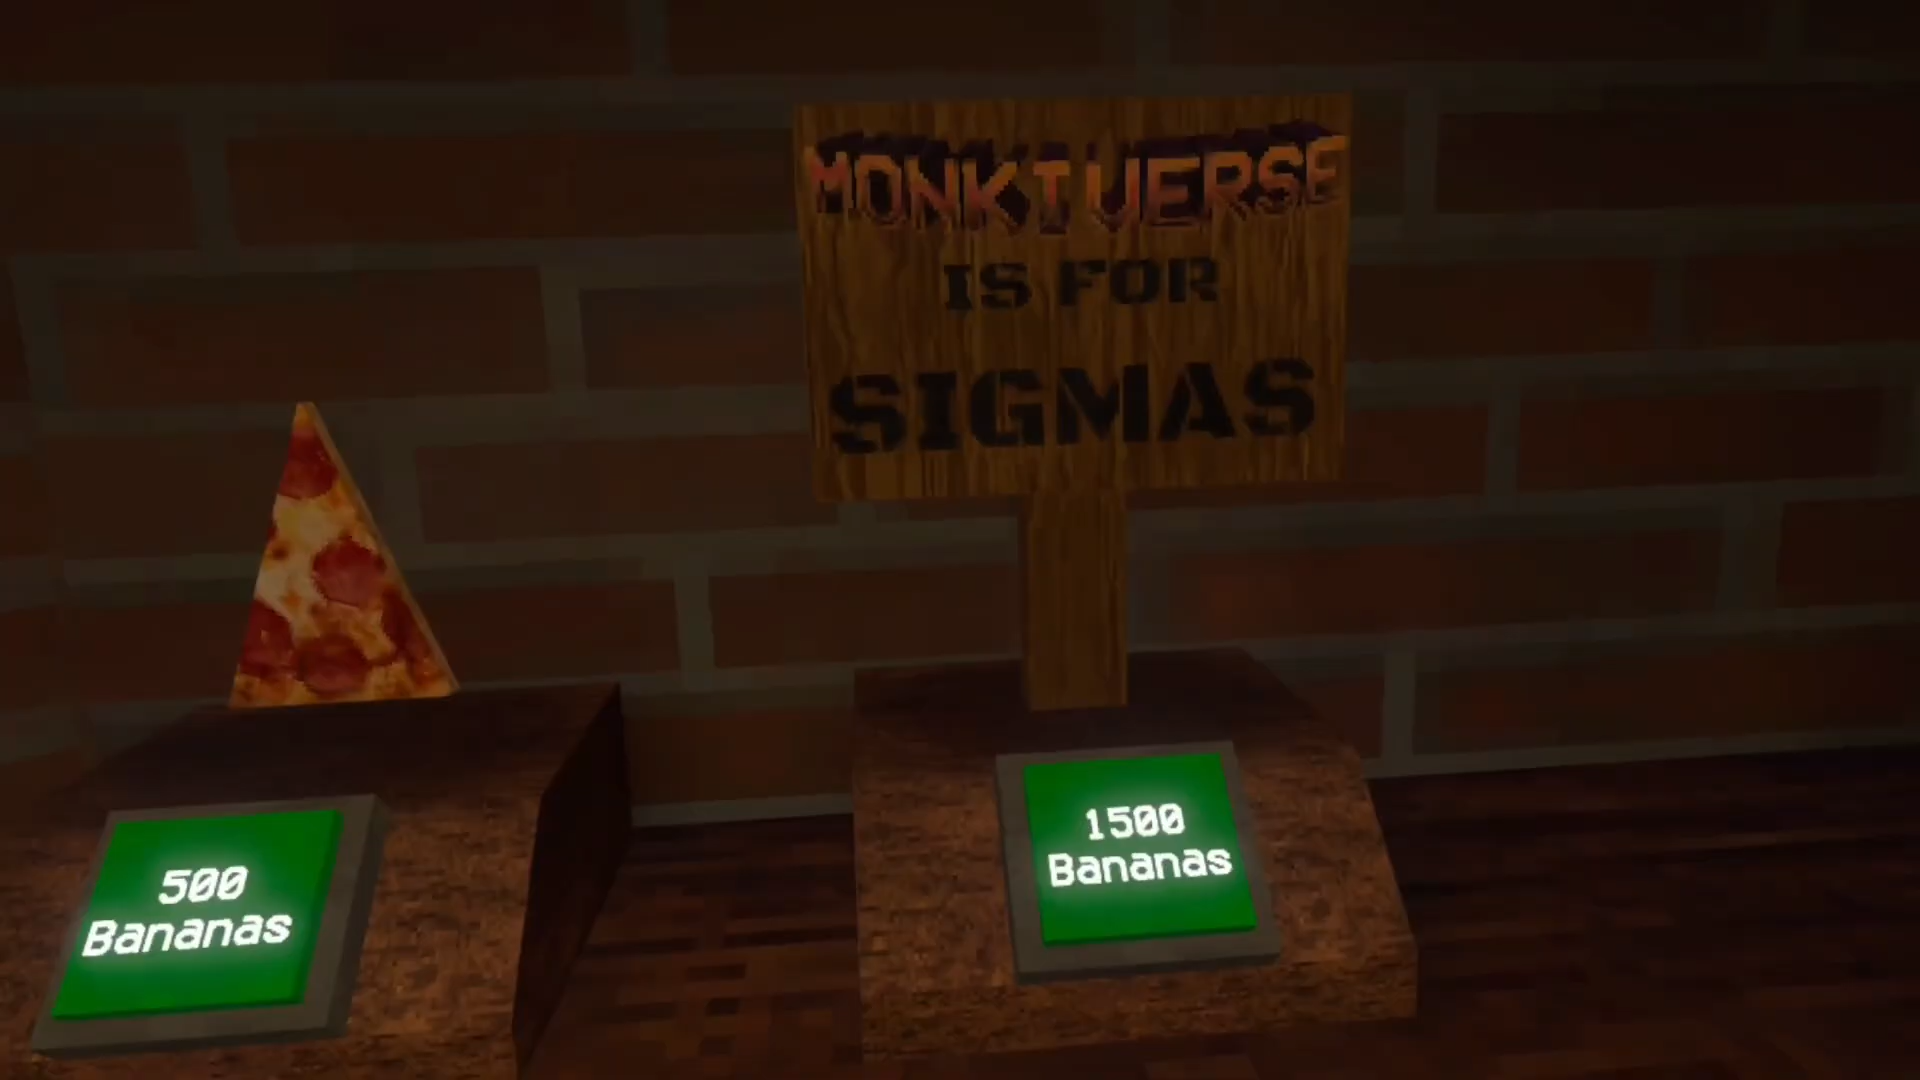 MONKIVERSE
IS FOR
SIGMAS
500
Bananas
1500
Bananas